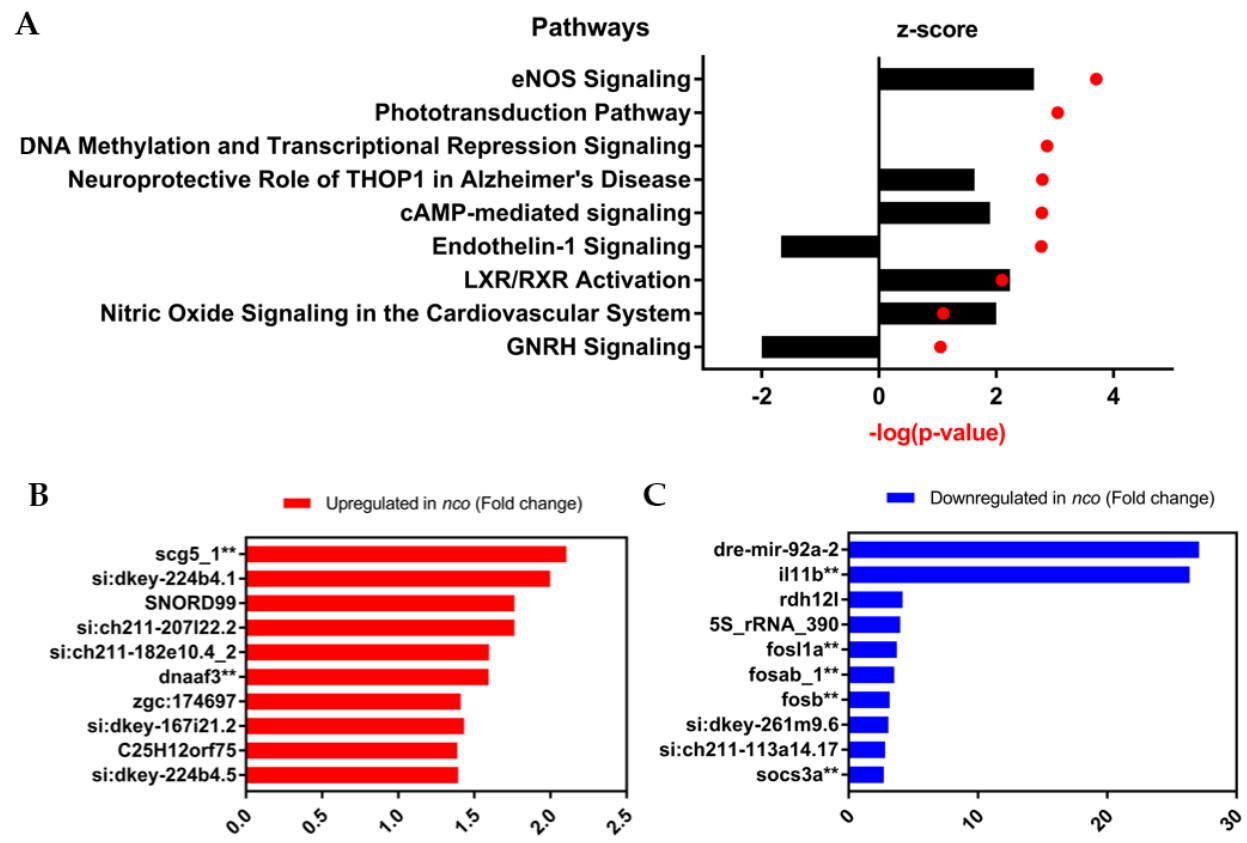 A
Pathways
z-score
eNOS Signaling
Phototransduction Pathway
DNA Methylation and Transcriptional Repression Signaling
Neuroprotective Role of THOP1 in Alzheimer's Disease
cAMP-mediated signaling
Endothelin-1 Signaling
LXR/RXR Activation
Nitric Oxide Signaling in the Cardiovascular System
GNRH Signaling
-2 0 2 4
-log(p-value)
B
Upregulated in nco (Fold change)
scg5_1**
si:dkey-224b4.1
SNORD99
si:ch211-207l22.2
si:ch211-182e10.4_2
dnaaf3**
zgc:174697
si:dkey-167i21.2
C25H12orf75
si:dkey-224b4.5
0.0 0.5 1.0 1.5 2.0 2.5
C
Downregulated in nco (Fold change)
dre-mir-92a-2
il11b**
rdh12l
5S_rRNA_390
fosl1a**
fosab_1**
fosb**
si:dkey-261m9.6
si:ch211-113a14.17
socs3a**
0 10 20 30